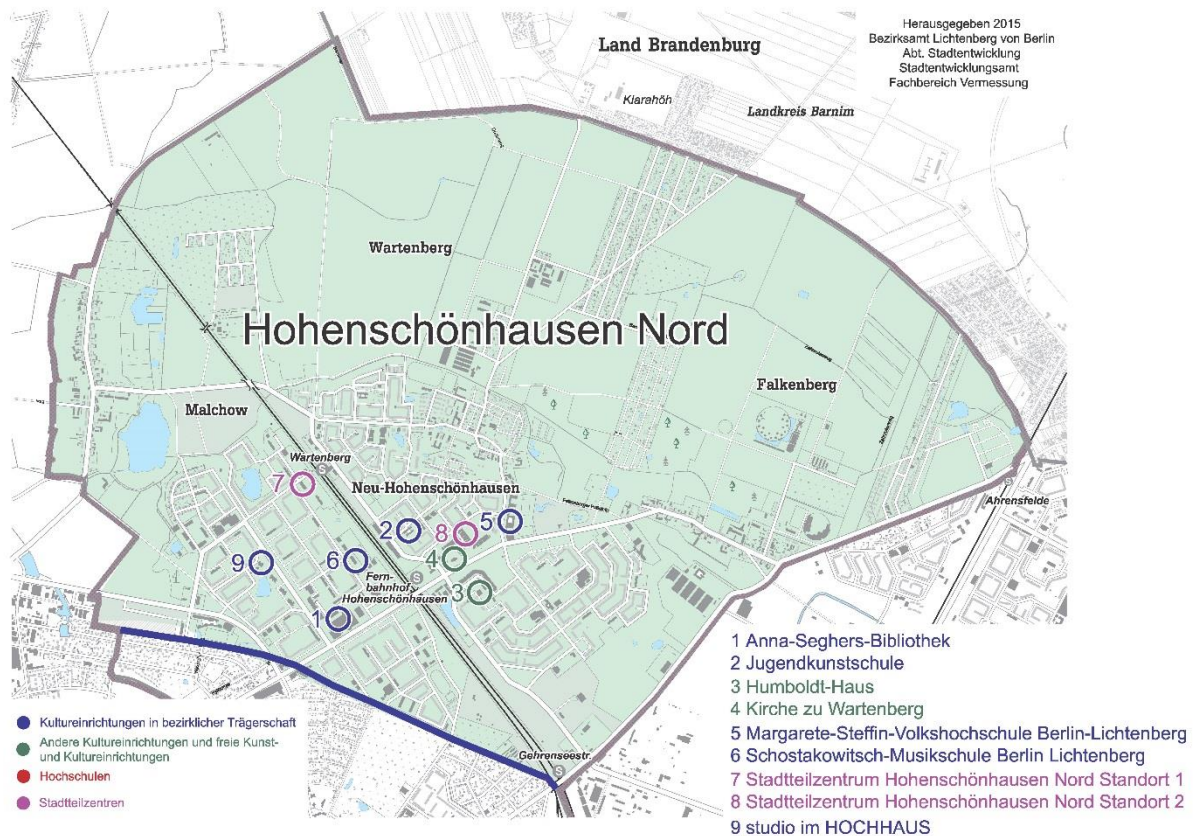 Herausgegeben 2015
Bezirksamt Lichtenberg von Berlin
Abt. Stadtentwicklung
Stadtentwicklungsamt
Fachbereich Vermessung
Land Brandenburg
Klarahöh
Landkreis Barnim
Wartenberg
Hohenschönhausen Nord
Falkenberg
Malchow
Wartenberg
S
7
Neu-Hohenschönhausen
Ahrensfelde
S
2
8
5
4
9
6
Fern-
bahnhof
Hohenschönhausen
S
3
1
Gehrenseestr.
S
1 Anna-Seghers-Bibliothek
2 Jugendkunstschule
3 Humboldt-Haus
4 Kirche zu Wartenberg
5 Margarete-Steffin-Volkshochschule Berlin-Lichtenberg
6 Schostakowitsch-Musikschule Berlin Lichtenberg
7 Stadtteilzentrum Hohenschönhausen Nord Standort 1
8 Stadtteilzentrum Hohenschönhausen Nord Standort 2
9 studio im HOCHHAUS
Kultureinrichtungen in bezirklicher Trägerschaft
Andere Kultureinrichtungen und freie Kunst-
und Kultureinrichtungen
Hochschulen
Stadtteilzentren